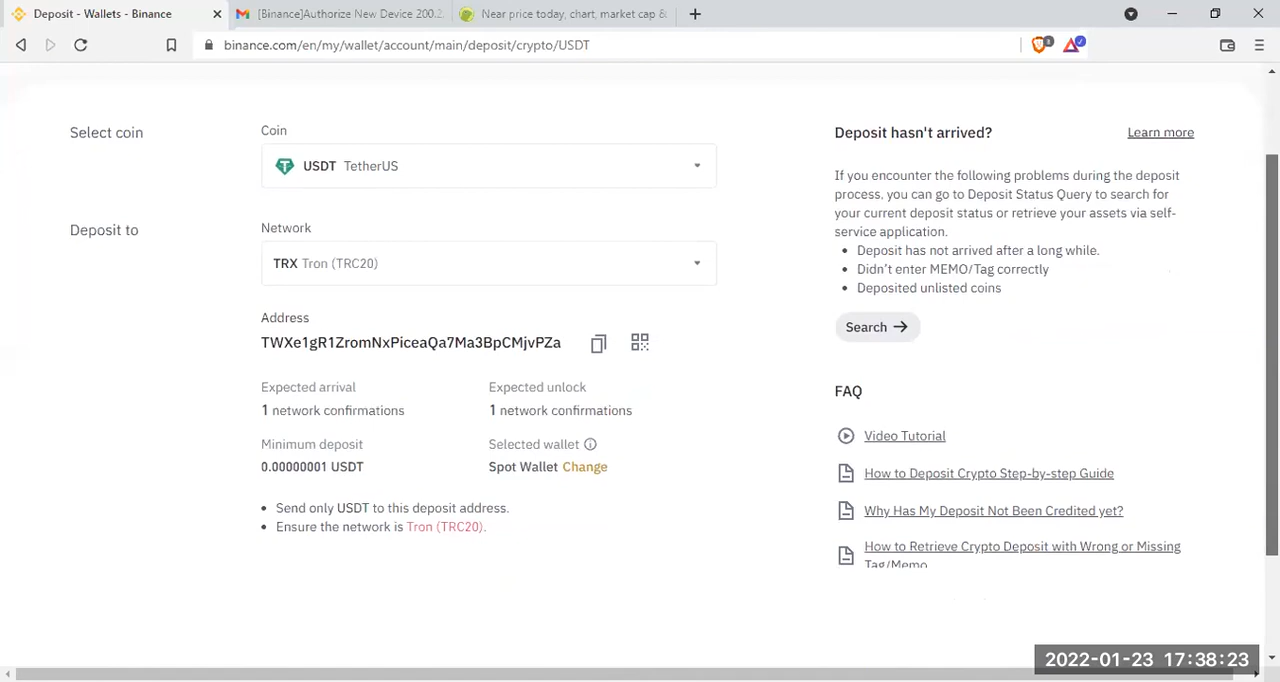 Deposit - Wallets - Binance
[Binance]Authorize New Device 200.2
Near price today, chart, market cap &
binance.com/en/my/wallet/account/main/deposit/crypto/USDT
Select coin
Coin
USDT TetherUS
Deposit to
Network
TRX Tron (TRC20)
Address
TWXe1gR1ZromNxPiceaQa7Ma3BpCMjvPZa
Expected arrival
1 network confirmations
Expected unlock
1 network confirmations
Minimum deposit
0.00000001 USDT
Selected wallet
Spot Wallet Change
• Send only USDT to this deposit address.
• Ensure the network is Tron (TRC20).
Deposit hasn't arrived?
Learn more
If you encounter the following problems during the deposit
process, you can go to Deposit Status Query to search for
your current deposit status or retrieve your assets via self-
service application.
• Deposit has not arrived after a long while.
• Didn't enter MEMO/Tag correctly
• Deposited unlisted coins
Search →
FAQ
Video Tutorial
How to Deposit Crypto Step-by-step Guide
Why Has My Deposit Not Been Credited yet?
How to Retrieve Crypto Deposit with Wrong or Missing
Tag/Memo
2022-01-23 17:38:23